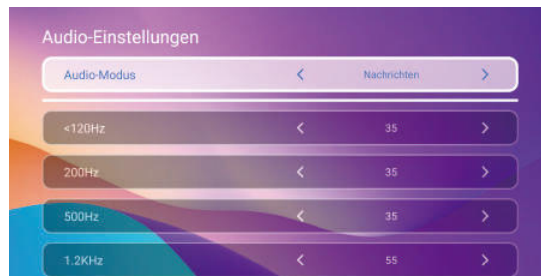 Audio-Einstellungen
Audio-Modus < Nachrichten >
<120Hz < 35 >
200Hz < 35 >
500Hz < 35 >
1.2KHz < 55 >